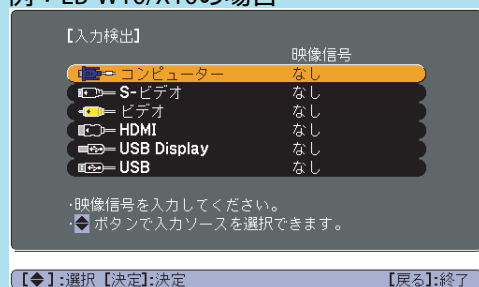 例：EB-W10/X10の場合
【入力検出】
映像信号
コンピューター なし
S-ビデオ なし
ビデオ なし
HDMI なし
USB Display なし
USB なし
・映像信号を入力してください。
・ボタンで入力ソースを選択できます。
【◆】:選択【決定】:決定 【戻る】:終了